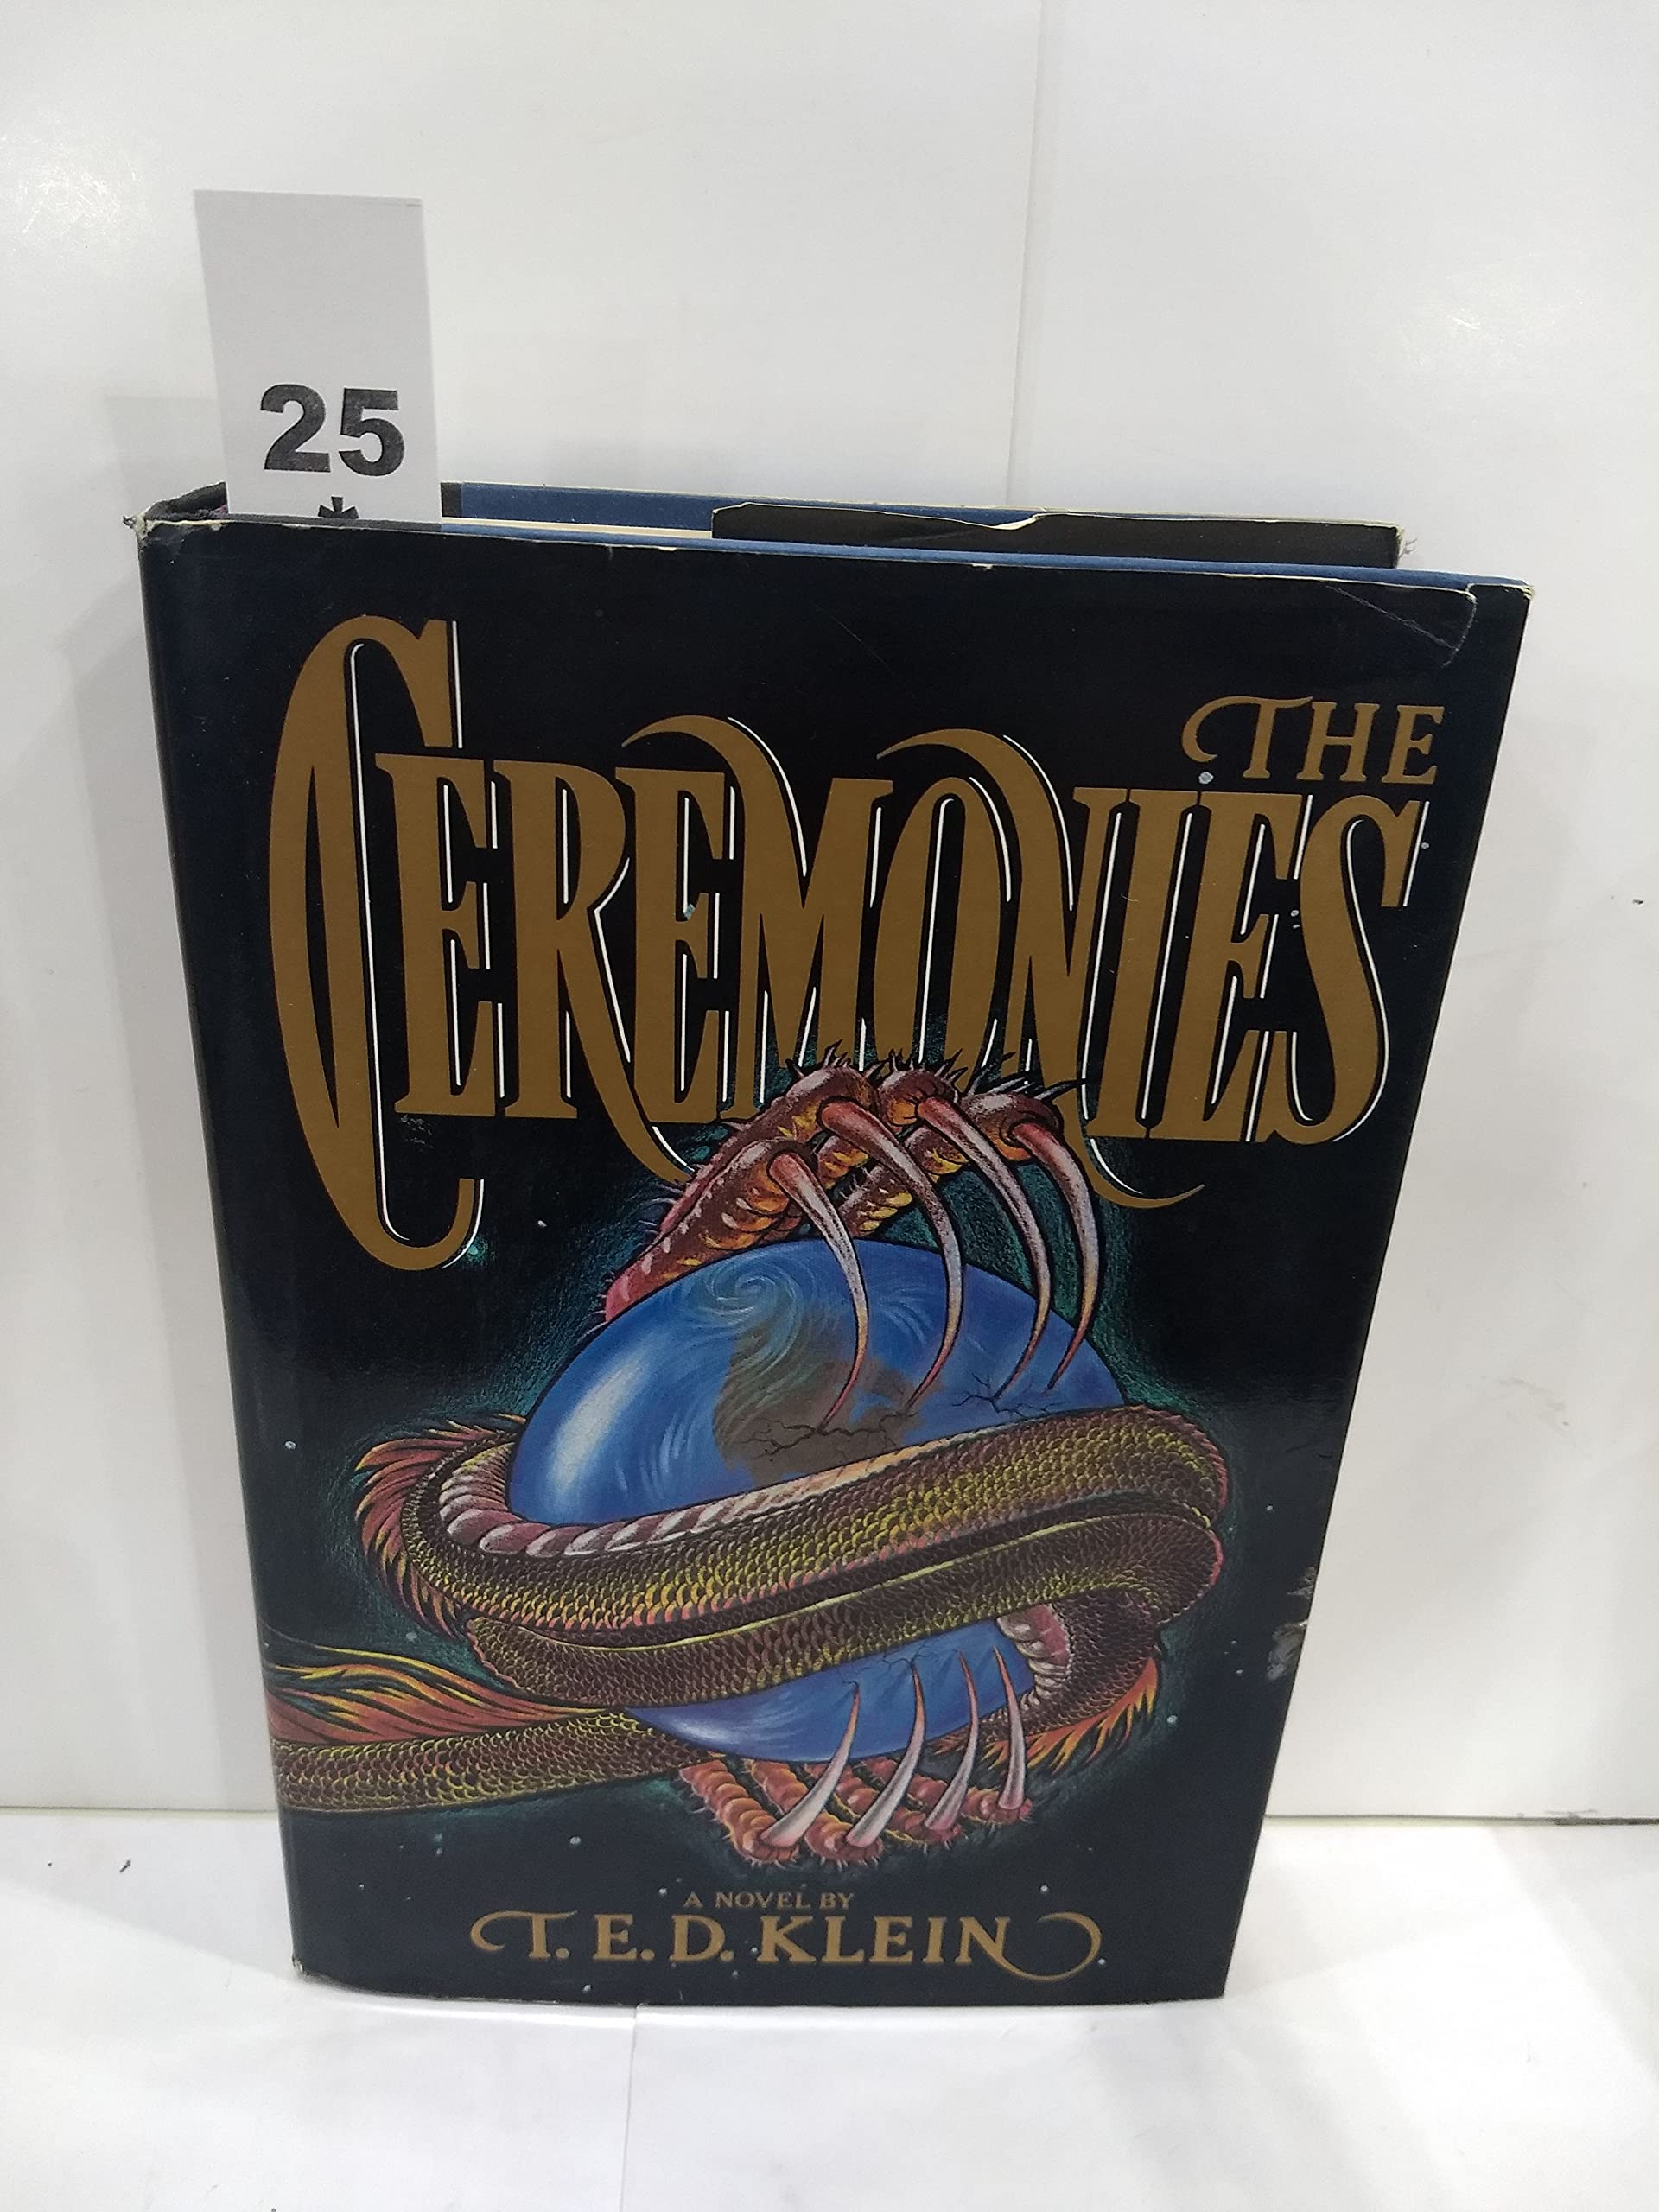 25
*
THE
CEREMONIES
A NOVEL BY
T.E.D. KLEIN